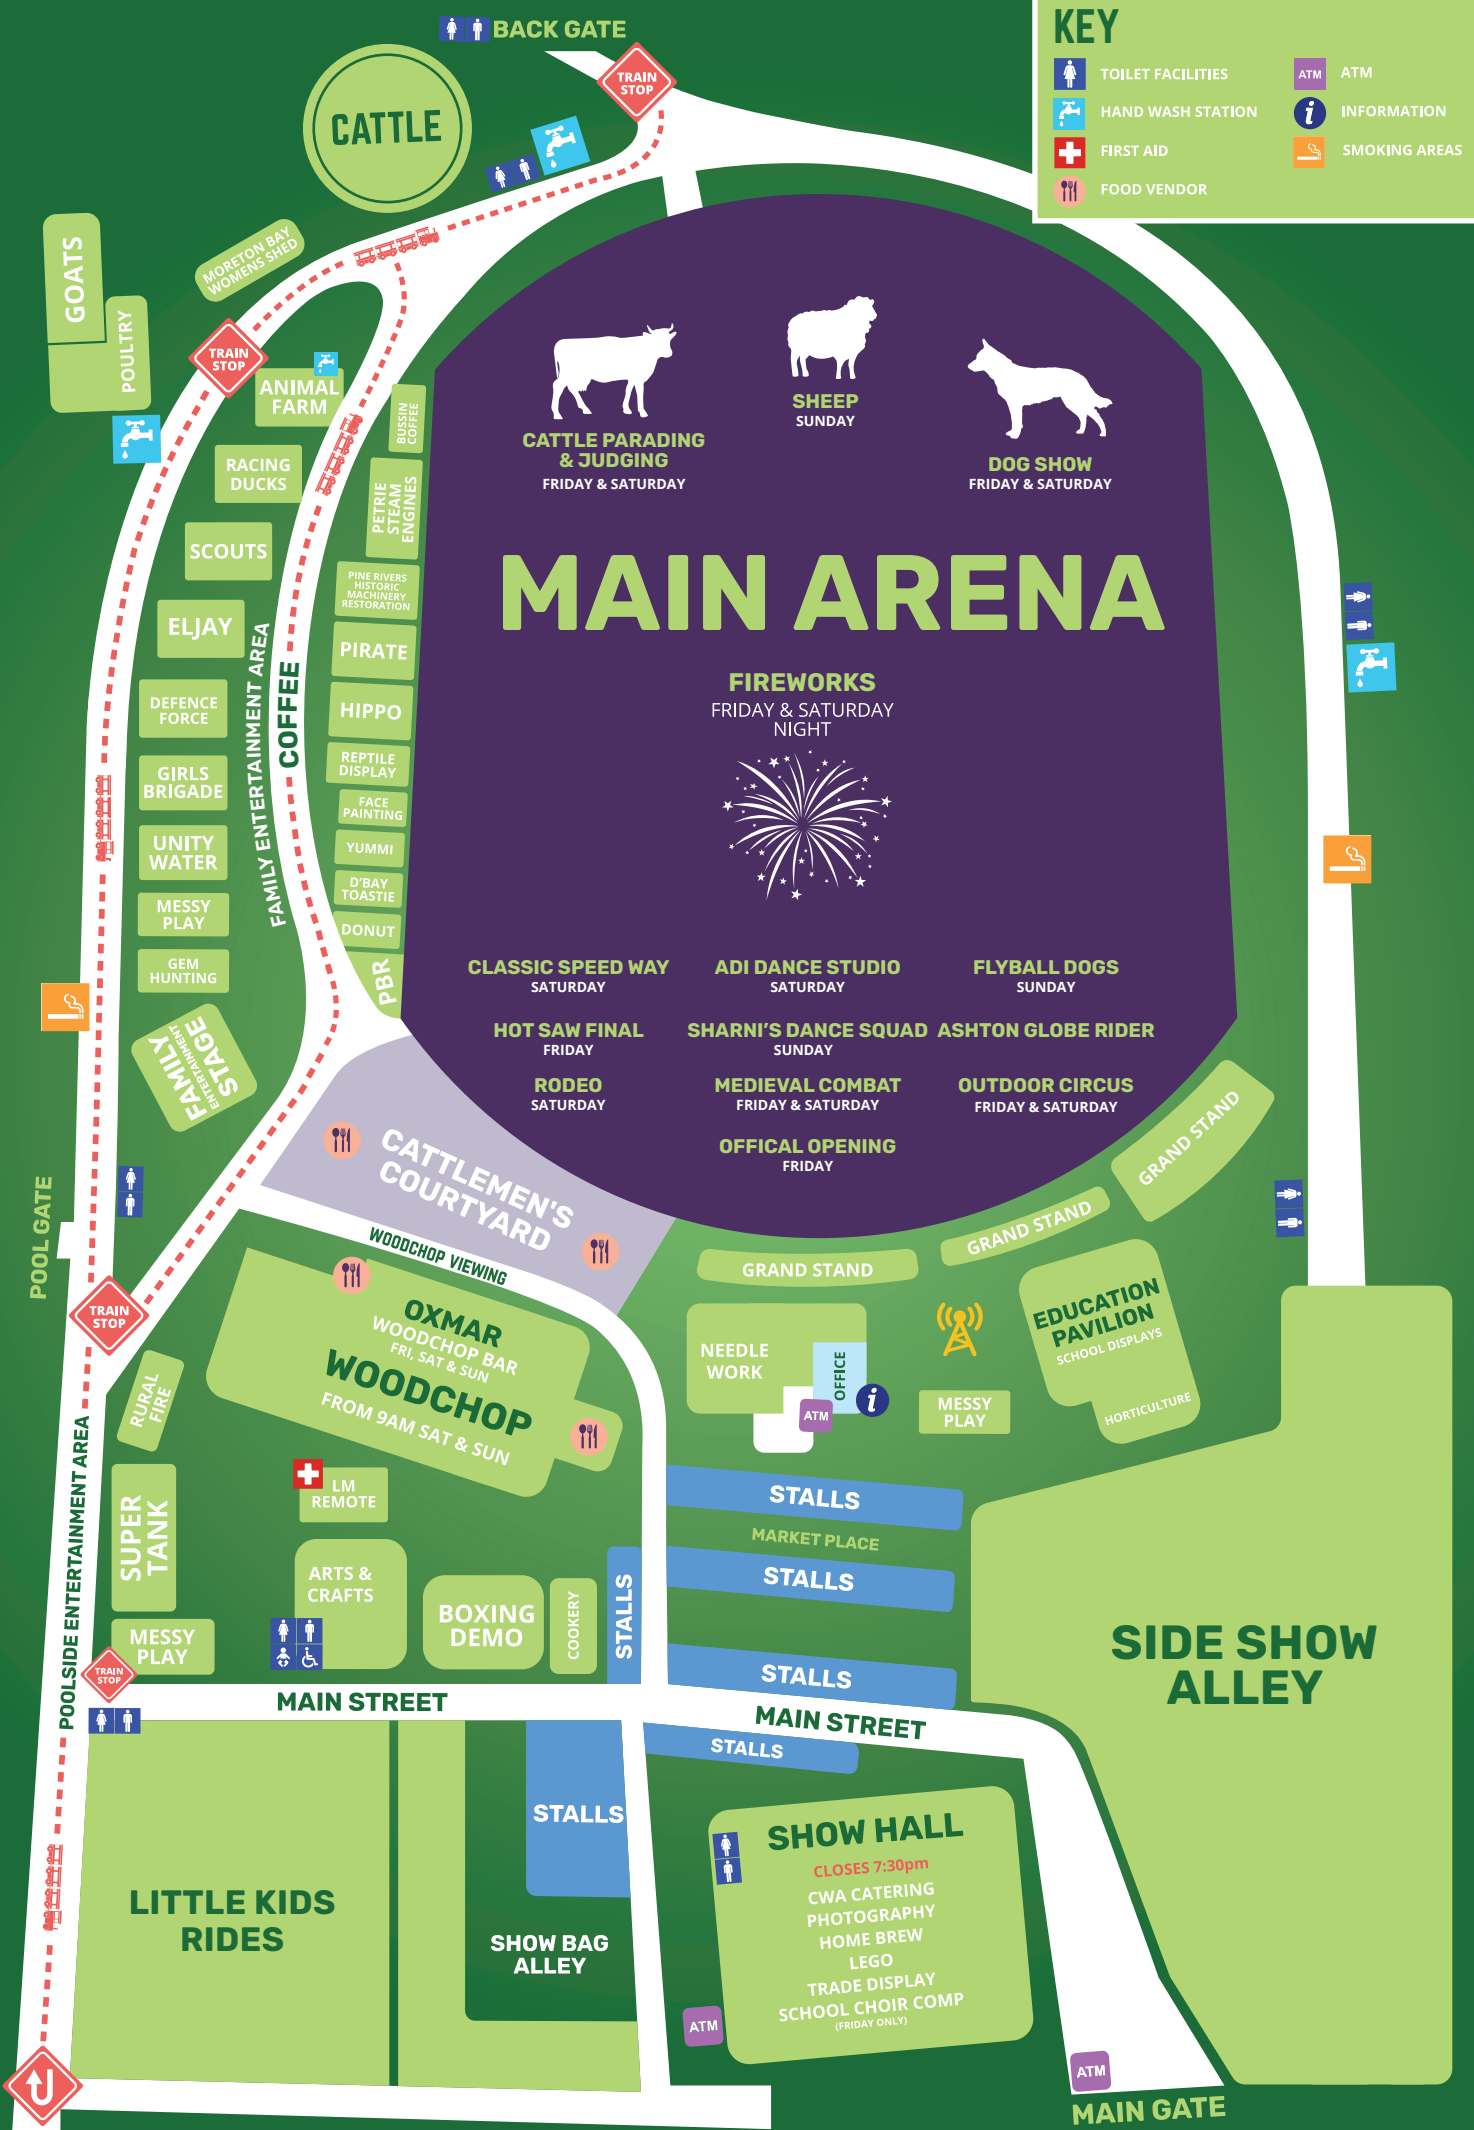 BACK GATE
TRAIN
STOP
KEY
TOILET FACILITIES
HAND WASH STATION
FIRST AID
FOOD VENDOR
ATM
ATM
INFORMATION
SMOKING AREAS
CATTLE
GOATS
POULTRY
MORETON BAY
WOMENS SHED
TRAIN
STOP
ANIMAL
FARM
RACING
DUCKS
SCOUTS
ELJAY
DEFENCE
FORCE
GIRLS
BRIGADE
UNITY
WATER
MESSY
PLAY
GEM
HUNTING
FAMILY
ENTERTAINMENT
STAGE
FAMILY ENTERTAINMENT AREA
COFFEE
BUSSIN
COFFEE
PETRIE
STEAM
ENGINES
PINE RIVERS
HISTORIC
MACHINERY
RESTORATION
PIRATE
HIPPO
REPTILE
DISPLAY
FACE
PAINTING
YUMMI
D'BAY
TOASTIE
DONUT
PBR
CATTLE PARADING
& JUDGING
FRIDAY & SATURDAY
SHEEP
SUNDAY
DOG SHOW
FRIDAY & SATURDAY
MAIN ARENA
FIREWORKS
FRIDAY & SATURDAY
NIGHT
CLASSIC SPEED WAY
SATURDAY
ADI DANCE STUDIO
SATURDAY
FLYBALL DOGS
SUNDAY
HOT SAW FINAL
FRIDAY
SHARNI'S DANCE SQUAD
SUNDAY
ASHTON GLOBE RIDER
RODEO
SATURDAY
MEDIEVAL COMBAT
FRIDAY & SATURDAY
OUTDOOR CIRCUS
FRIDAY & SATURDAY
OFFICAL OPENING
FRIDAY
GRAND STAND
GRAND STAND
GRAND STAND
CATTLEMEN'S
COURTYARD
WOODCHOP VIEWING
POOL GATE
TRAIN
STOP
OXMAR
WOODCHOP BAR
FRI, SAT & SUN
WOODCHOP
FROM 9AM SAT & SUN
NEEDLE
WORK
OFFICE
i
ATM
EDUCATION
PAVILION
SCHOOL DISPLAYS
HORTICULTURE
MESSY
PLAY
RURAL
FIRE
LM
REMOTE
SUPER
TANK
ARTS &
CRAFTS
BOXING
DEMO
COOKERY
STALLS
STALLS
MARKET PLACE
STALLS
STALLS
SIDE SHOW
ALLEY
POOLSIDE ENTERTAINMENT AREA
MESSY
PLAY
TRAIN
STOP
MAIN STREET
MAIN STREET
STALLS
STALLS
LITTLE KIDS
RIDES
SHOW BAG
ALLEY
SHOW HALL
CLOSES 7:30pm
CWA CATERING
PHOTOGRAPHY
HOME BREW
LEGO
TRADE DISPLAY
SCHOOL CHOIR COMP
(FRIDAY ONLY)
ATM
ATM
MAIN GATE